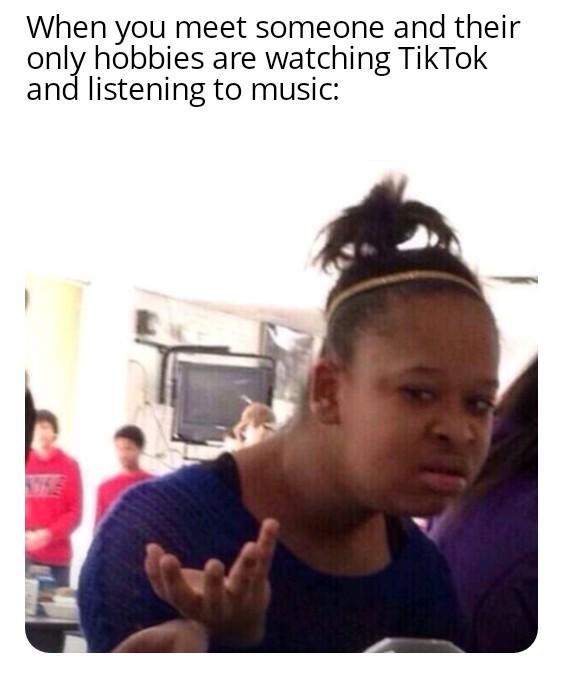 When you meet someone and their
only hobbies are watching TikTok
and listening to music: